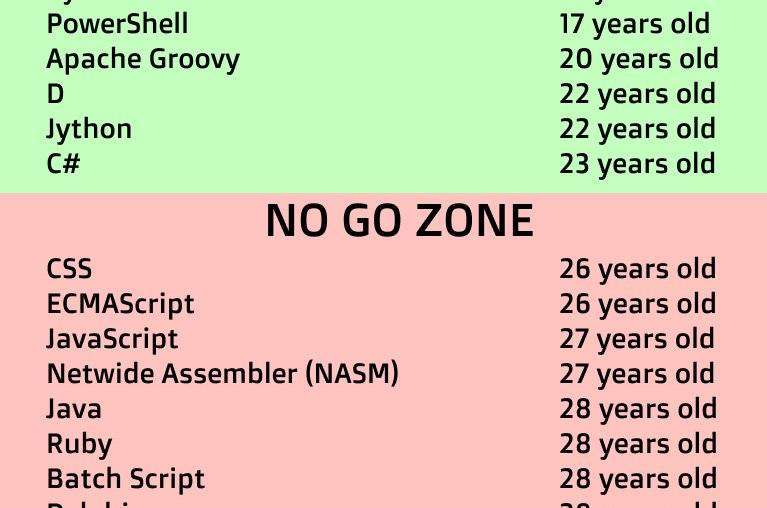 PowerShell 17 years old
Apache Groovy 20 years old
D 22 years old
Jython 22 years old
C# 23 years old
NO GO ZONE
CSS 26 years old
ECMAScript 26 years old
JavaScript 27 years old
Netwide Assembler (NASM) 27 years old
Java 28 years old
Ruby 28 years old
Batch Script 28 years old